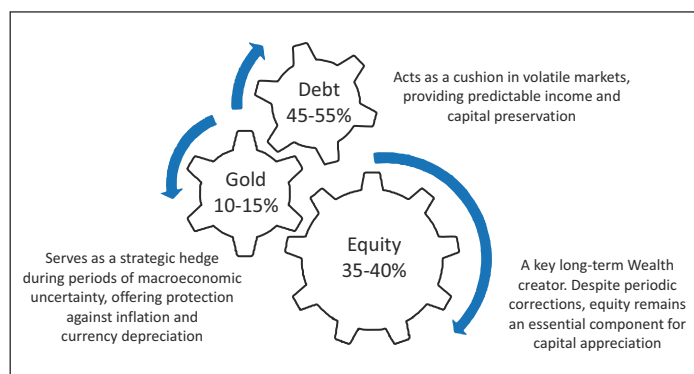 Debt
45-55%
Acts as a cushion in volatile markets,
providing predictable income and
capital preservation
Gold
10-15%
Equity
35-40%
Serves as a strategic hedge
during periods of macroeconomic
uncertainty, offering protection
against inflation and
currency depreciation
A key long-term Wealth
creator. Despite periodic
corrections, equity remains
an essential component for
capital appreciation